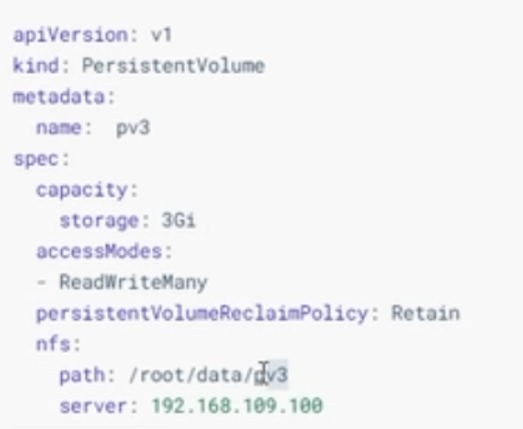 apiVersion: v1
kind: PersistentVolume
metadata:
  name:  pv3
spec:
  capacity:
    storage: 3Gi
  accessModes:
  - ReadWriteMany
  persistentVolumeReclaimPolicy: Retain
  nfs:
    path: /root/data/pv3
    server: 192.168.109.100